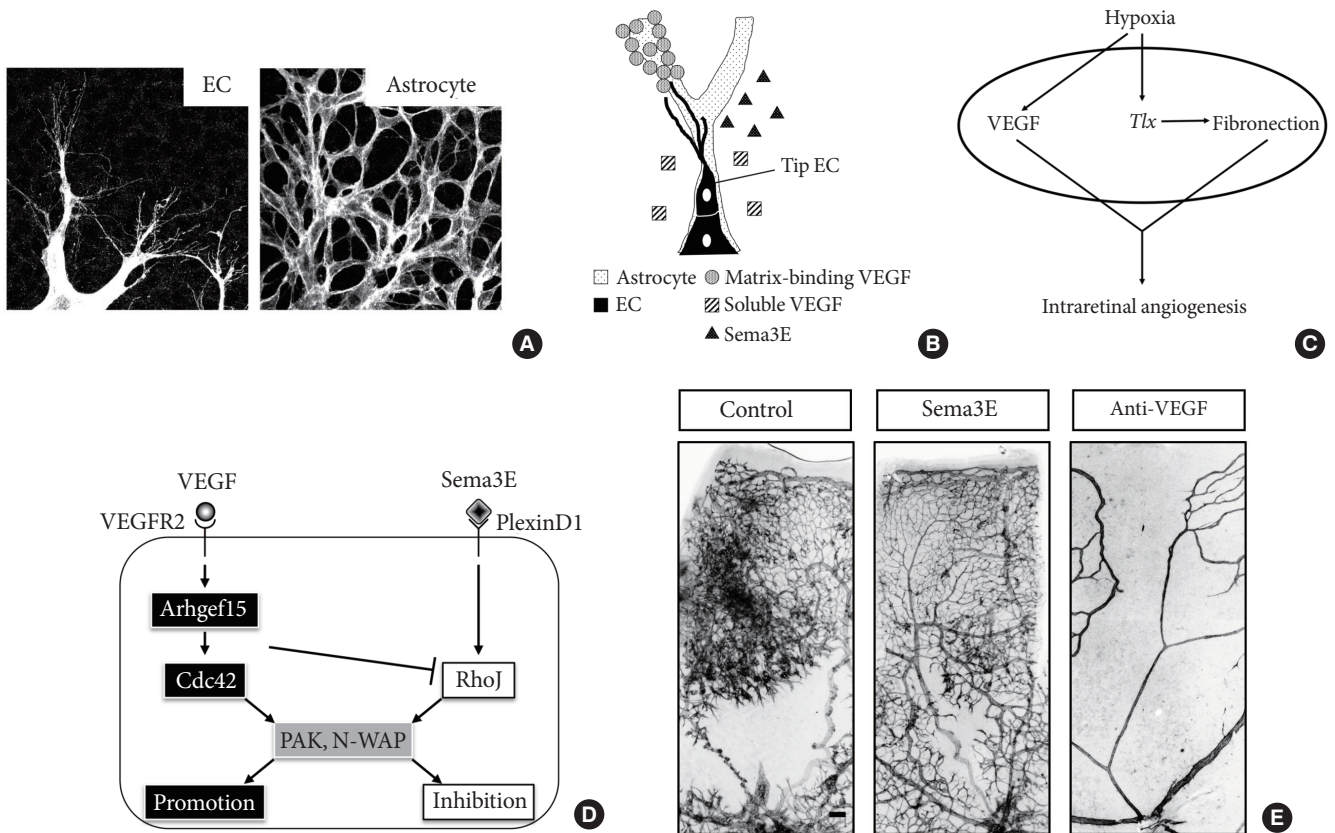 EC
Astrocyte
A
Tip EC
Astrocyte
Matrix-binding VEGF
EC
Soluble VEGF
Sema3E
B
Hypoxia
VEGF
Tlx
Fibronection
Intraretinal angiogenesis
C
VEGF
Sema3E
VEGFR2
PlexinD1
Arhgef15
Cdc42
RhoJ
PAK, N-WAP
Promotion
Inhibition
D
Control
Sema3E
Anti-VEGF
E